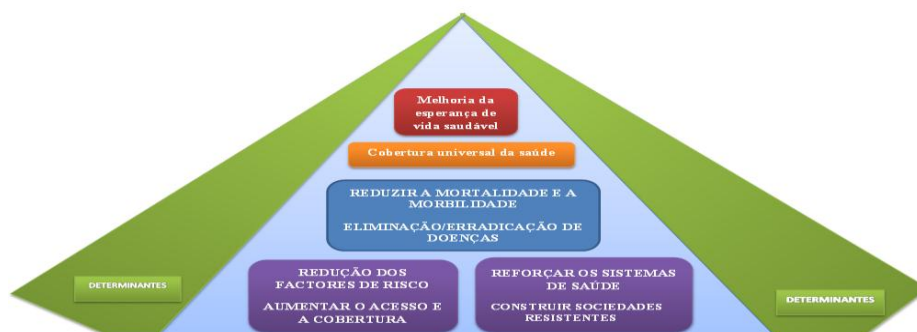 Melhoria da
esperança de
vida saudável
Cobertura universal da saúde
REDUZIR A MORTALIDADE E A
MORBILIDADE
ELIMINAÇÃO/ERRADICAÇÃO DE
DOENÇAS
REDUÇÃO DOS
FACTORES DE RISCO
AUMENTAR O ACESSO E
A COBERTURA
REFORÇAR OS SISTEMAS
DE SAÚDE
CONSTRUIR SOCIEDADES
RESISTENTES
DETERMINANTES
DETERMINANTES